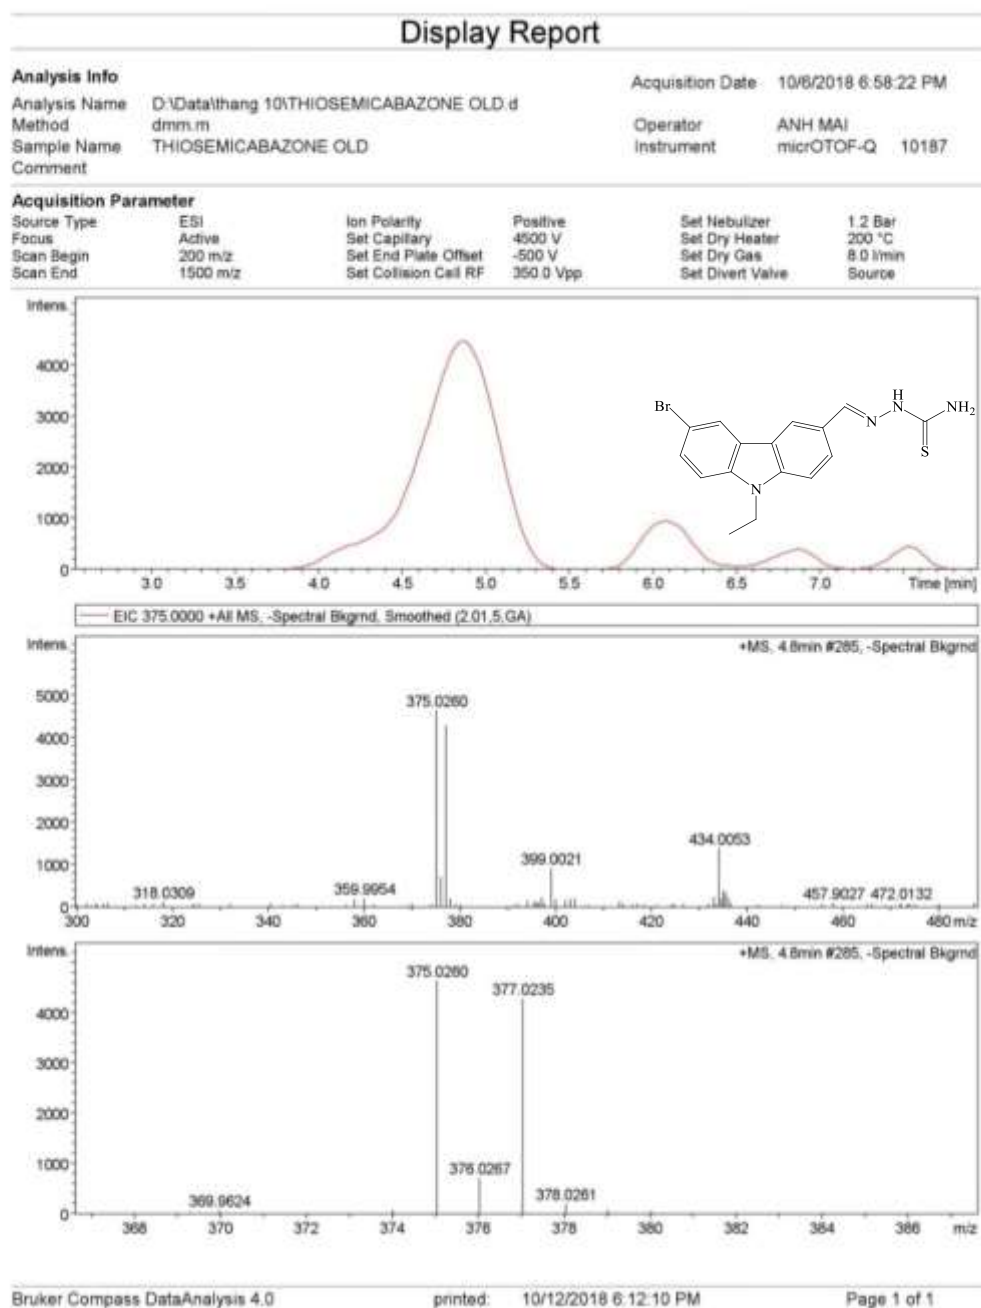 Display Report
Analysis Info
Acquisition Date 10/6/2018 6:58:22 PM
Analysis Name D:\Data\thang 10\THIOSEMICABAZONE OLD.d
Method dmm.m Operator ANH MAI
Sample Name THIOSEMICABAZONE OLD Instrument micrOTOF-Q 10187
Comment
Acquisition Parameter
Source Type ESI Ion Polarity Positive Set Nebulizer 1.2 Bar
Focus Active Set Capillary 4500 V Set Dry Heater 200 °C
Scan Begin 200 m/z Set End Plate Offset -500 V Set Dry Gas 8.0 l/min
Scan End 1500 m/z Set Collision Cell RF 350.0 Vpp Set Divert Valve Source
Intens.
4000
3000
2000
1000
0
Br
N
H
N
NH2
S
N
3.0 3.5 4.0 4.5 5.0 5.5 6.0 6.5 7.0 Time [min]
EIC 375.0000 +All MS, -Spectral Bkgrnd, Smoothed (2.01,5,GA)
Intens.
+MS, 4.8min #285, -Spectral Bkgrnd
5000
4000
3000
2000
1000
0
375.0260
434.0053
399.0021
318.0309
359.9954
457.9027
472.0132
300 320 340 360 380 400 420 440 460 480 m/z
Intens.
+MS, 4.8min #285, -Spectral Bkgrnd
4000
3000
2000
1000
0
375.0260
377.0235
376.0267
378.0261
369.9624
368 370 372 374 376 378 380 382 384 386 m/z
Bruker Compass DataAnalysis 4.0 printed: 10/12/2018 6:12:10 PM Page 1 of 1